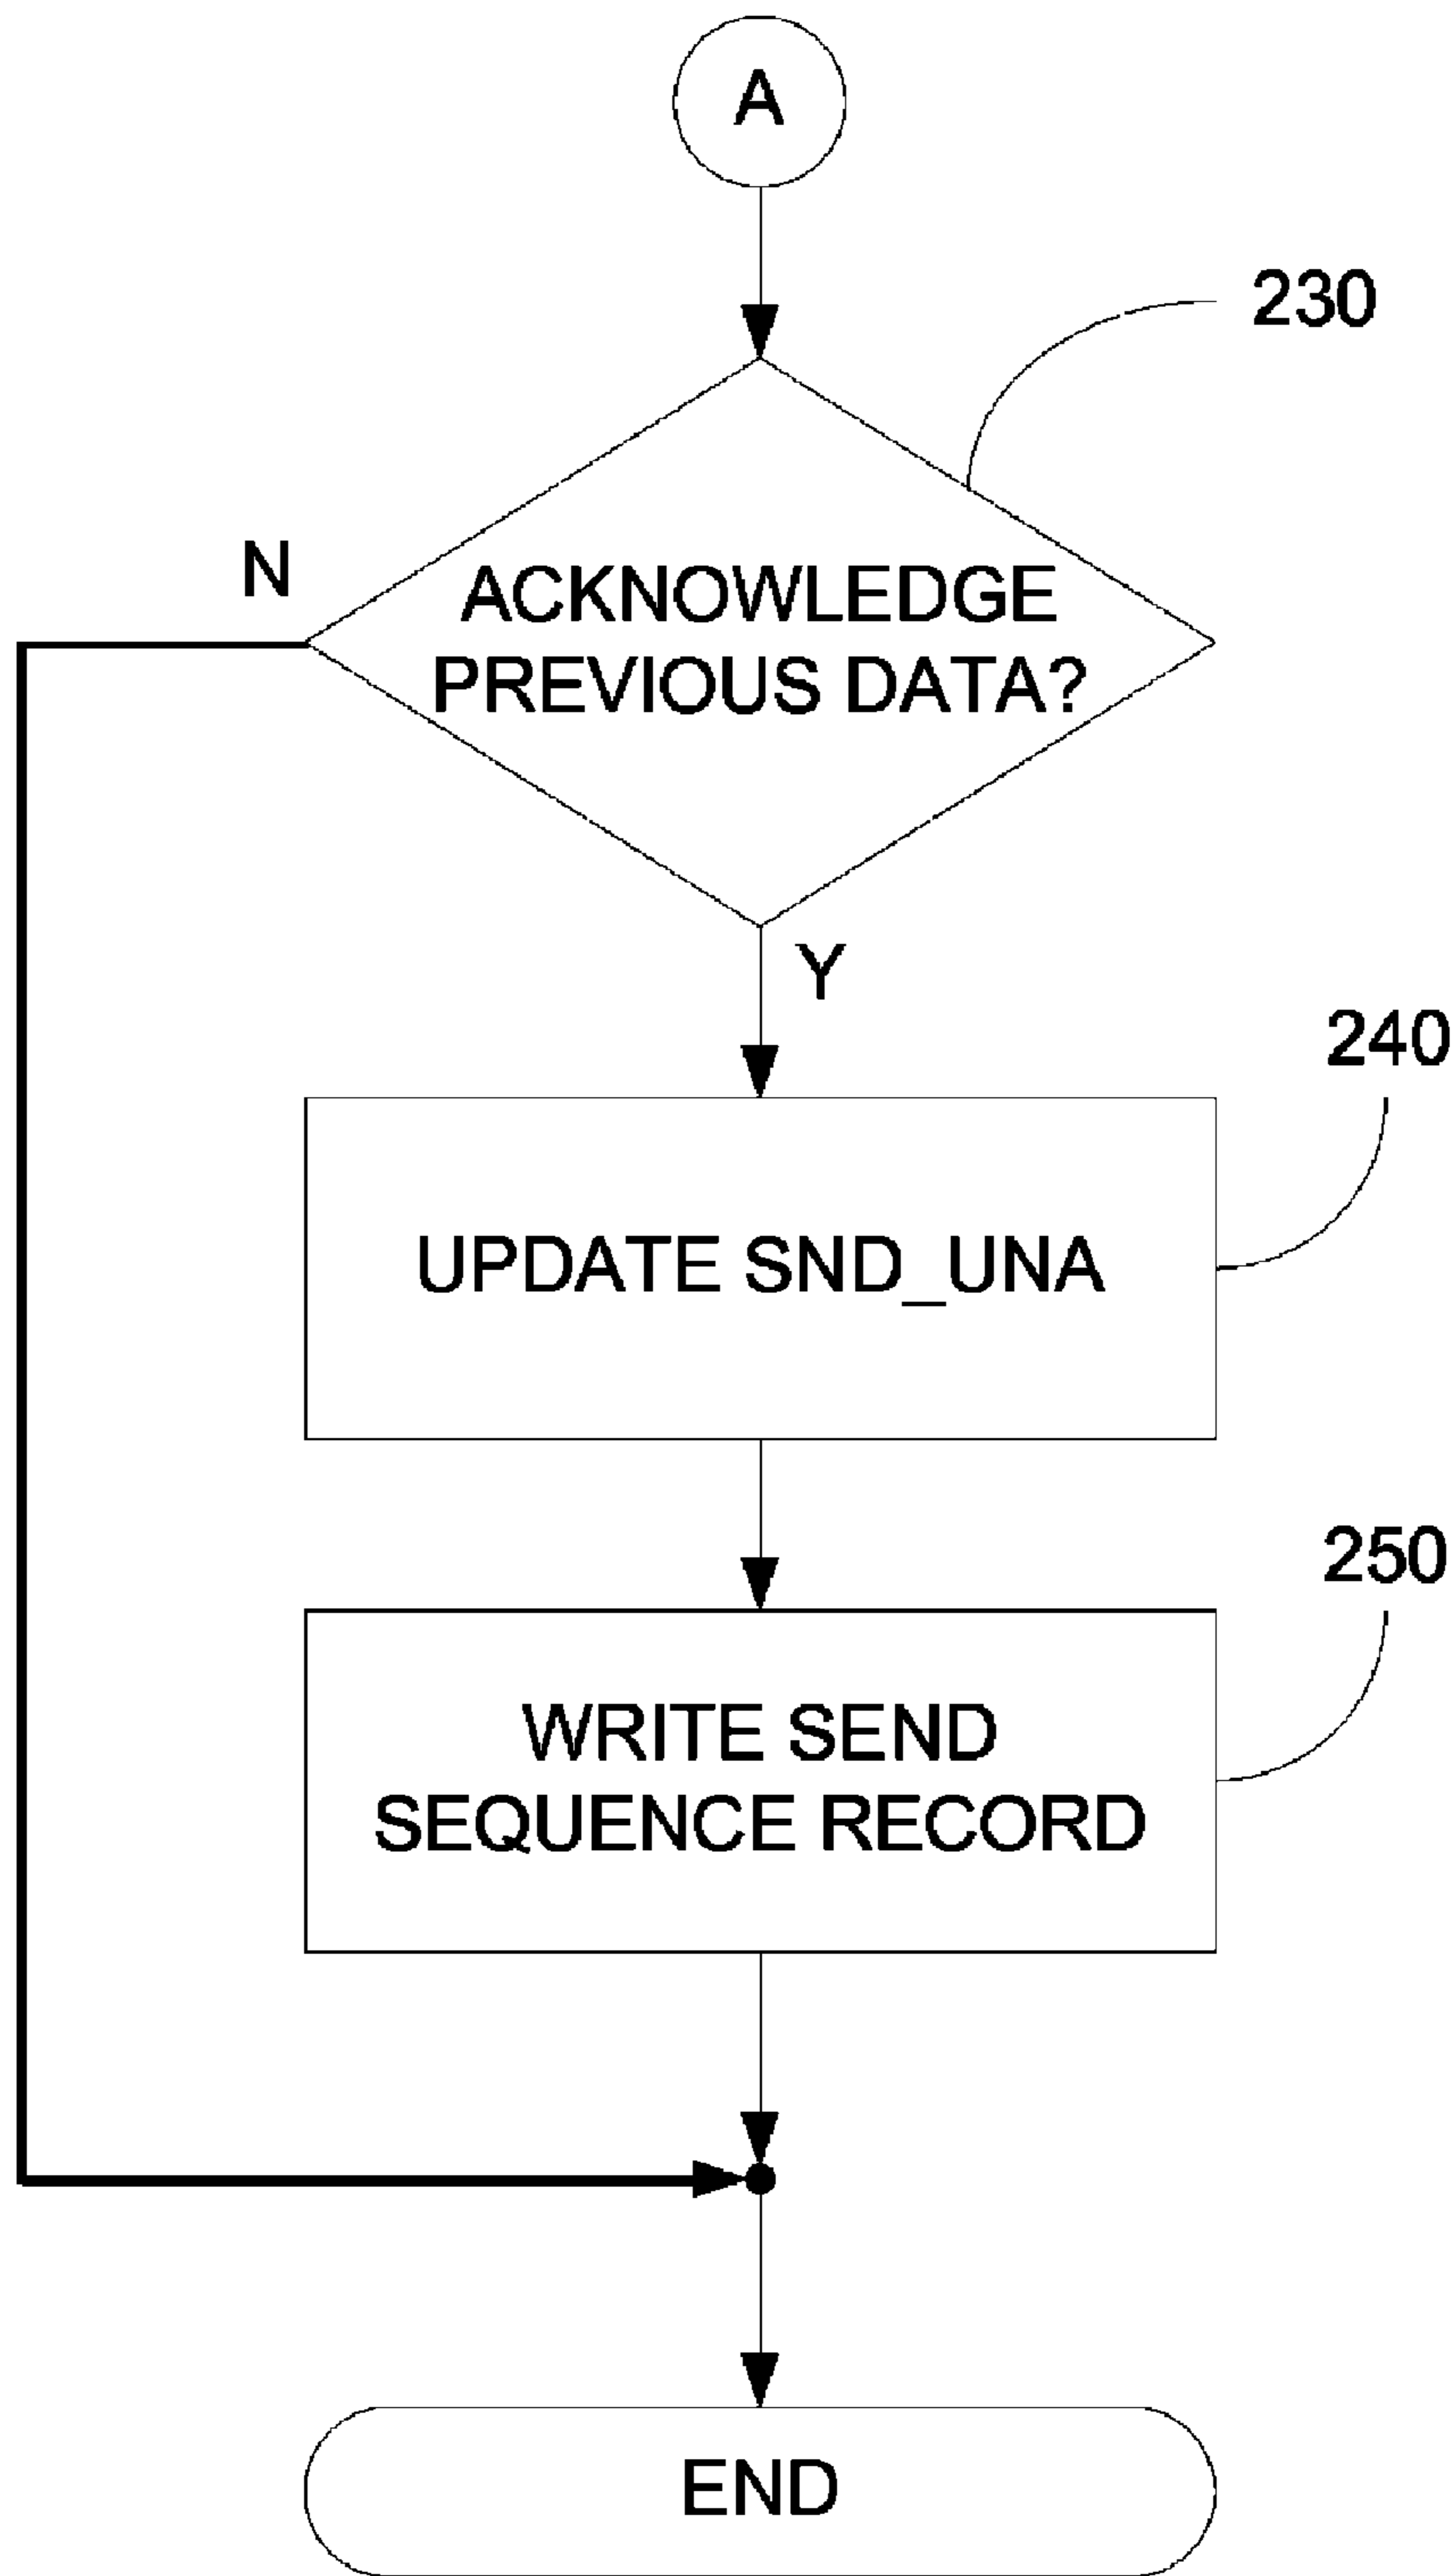 A
230
N
ACKNOWLEDGE
PREVIOUS DATA?
Y
240
UPDATE SND_UNA
250
WRITE SEND
SEQUENCE RECORD
END